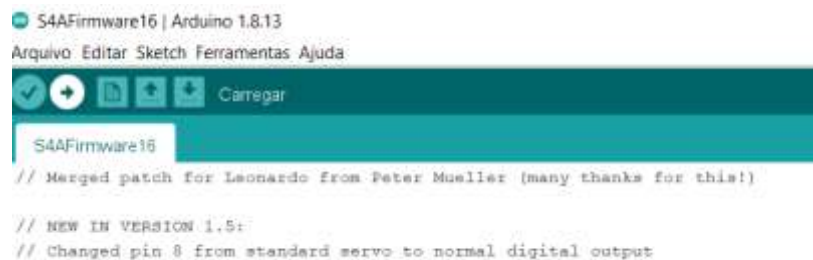 S4AFirmware16 | Arduino 1.8.13
Arquivo Editar Sketch Ferramentas Ajuda
Carregar
S4AFirmware16
// Merged patch for Leonardo from Peter Mueller (many thanks for this!)
// NEW IN VERSION 1.5:
// Changed pin 8 from standard servo to normal digital output